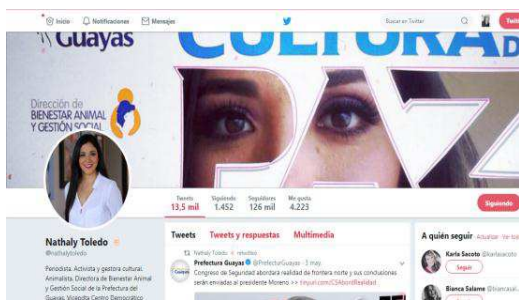 Inicio Notificaciones Mensajes
Buscar en Twitter
Guayas
CULTURA
PAZ
Dirección de
BIENESTAR ANIMAL
Y GESTIÓN SOCIAL
Tweets Siguiendo Seguidores Me gusta
13,5 mil 1.452 126 mil 4.223
Siguiendo
Nathaly Toledo
@nathalytoledo
Periodista. Activista y gestora cultural.
Animalista. Directora de Bienestar Animal
y Gestión Social de la Prefectura del
Guayas. Vicepdta Centro Democrático
Tweets Tweets y respuestas Multimedia
Nathaly Toledo retwitteó
Prefectura Guayas @PrefecturGuayas · 3 may.
Congreso de Seguridad abordara realidad de frontera norte y sus conclusiones
serán enviadas al presidente Moreno >>
A quién seguir Actualizar
Karla Sacoto
Seguir
Bianca Salame